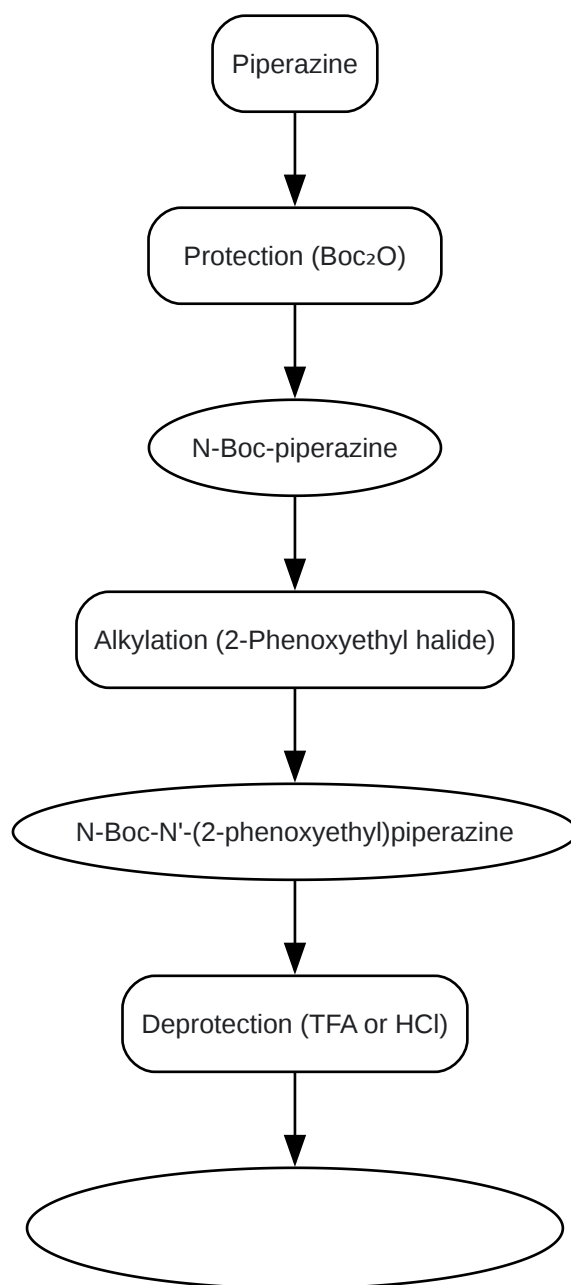 Piperazine
Protection (Boc₂O)
N-Boc-piperazine
Alkylation (2-Phenoxyethyl halide)
N-Boc-N'-(2-phenoxyethyl)piperazine
Deprotection (TFA or HCl)